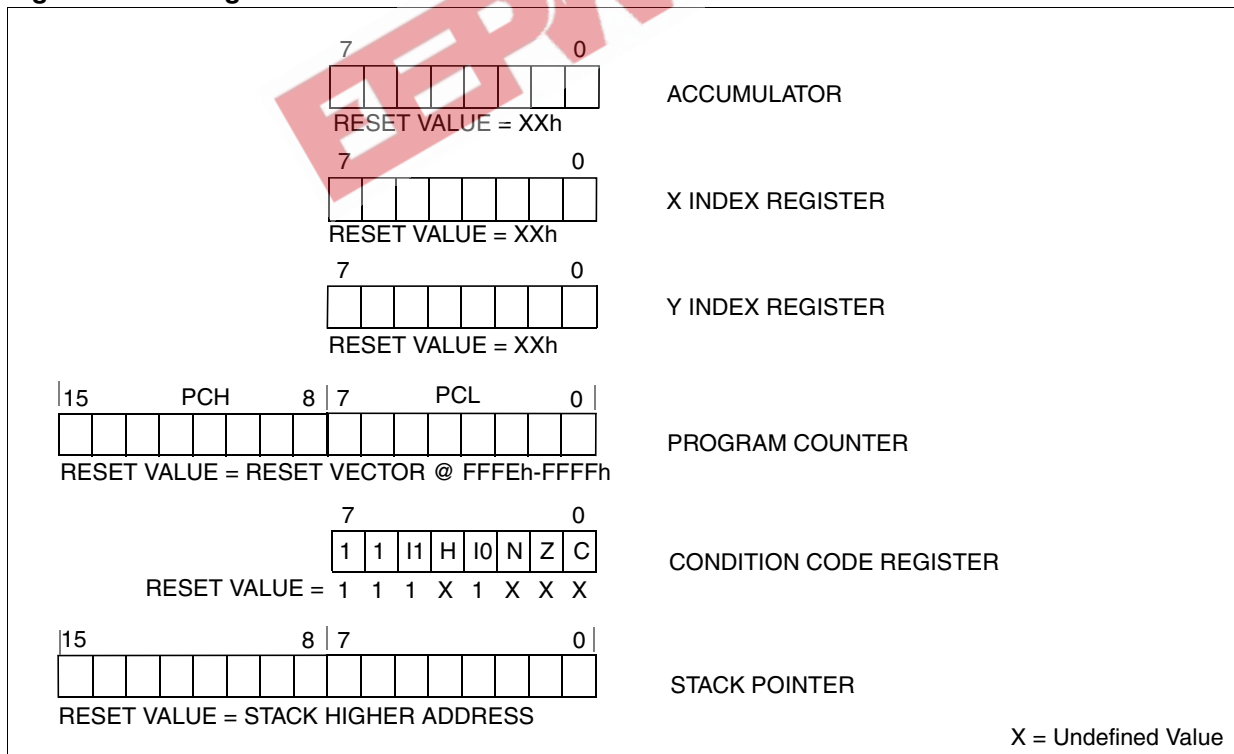 7 0
ACCUMULATOR
RESET VALUE = XXh
7 0
X INDEX REGISTER
RESET VALUE = XXh
7 0
Y INDEX REGISTER
RESET VALUE = XXh
15 PCH 8 7 PCL 0
PROGRAM COUNTER
RESET VALUE = RESET VECTOR @ FFFEh-FFFFh
7 0
1 1 I1 H I0 N Z C
CONDITION CODE REGISTER
RESET VALUE = 1 1 1 X 1 X X X
15 8 7 0
STACK POINTER
RESET VALUE = STACK HIGHER ADDRESS
X = Undefined Value